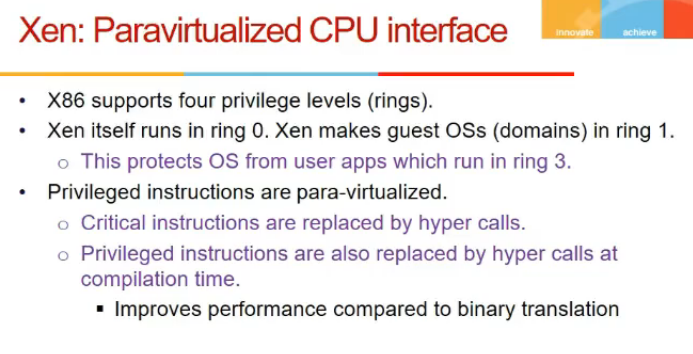 Xen: Paravirtualized CPU interface
innovate achieve
• X86 supports four privilege levels (rings).
• Xen itself runs in ring 0. Xen makes guest OSs (domains) in ring 1.
o This protects OS from user apps which run in ring 3.
• Privileged instructions are para-virtualized.
o Critical instructions are replaced by hyper calls.
o Privileged instructions are also replaced by hyper calls at
compilation time.
▪ Improves performance compared to binary translation